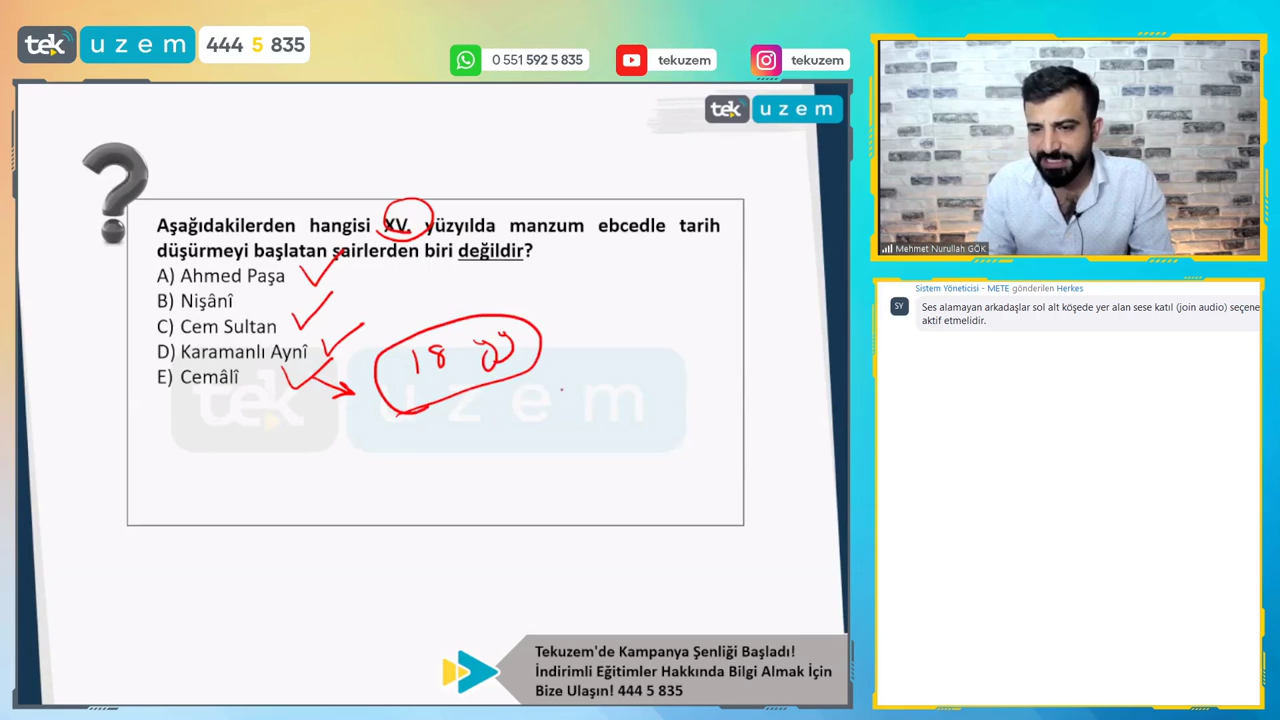 tek uzem 444 5 835
0 551 592 5 835
tekuzem
tekuzem
tek uzem
Aşağıdakilerden hangisi XV. yüzyılda manzum ebcedle tarih
düşürmeyi başlatan şairlerden biri değildir?
A) Ahmed Paşa
B) Nişânî
C) Cem Sultan
D) Karamanlı Aynî
E) Cemâlî
18
tek uzem
Tekuzem'de Kampanya Şenliği Başladı!
İndirimli Eğitimler Hakkında Bilgi Almak İçin
Bize Ulaşın! 444 5 835
Mehmet Nurullah GÖK
Sistem Yöneticisi - METE gönderilen Herkes
SY
Ses alamayan arkadaşlar sol alt köşede yer alan sese katıl (join audio) seçene
aktif etmelidir.